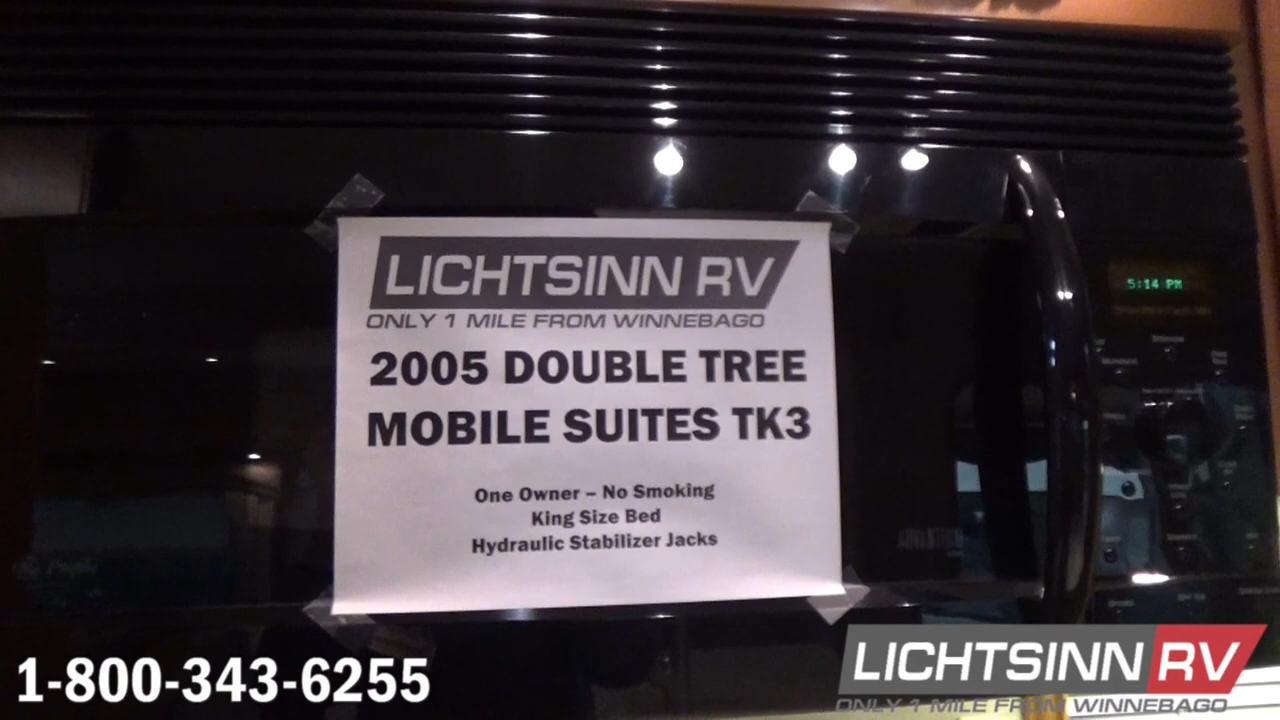 LICHTSINN RV
ONLY 1 MILE FROM WINNEBAGO
2005 DOUBLE TREE
MOBILE SUITES TK3
One Owner – No Smoking
King Size Bed
Hydraulic Stabilizer Jacks
5:14 PM
1-800-343-6255
LICHTSINN RV
ONLY 1 MILE FROM WINNEBAGO